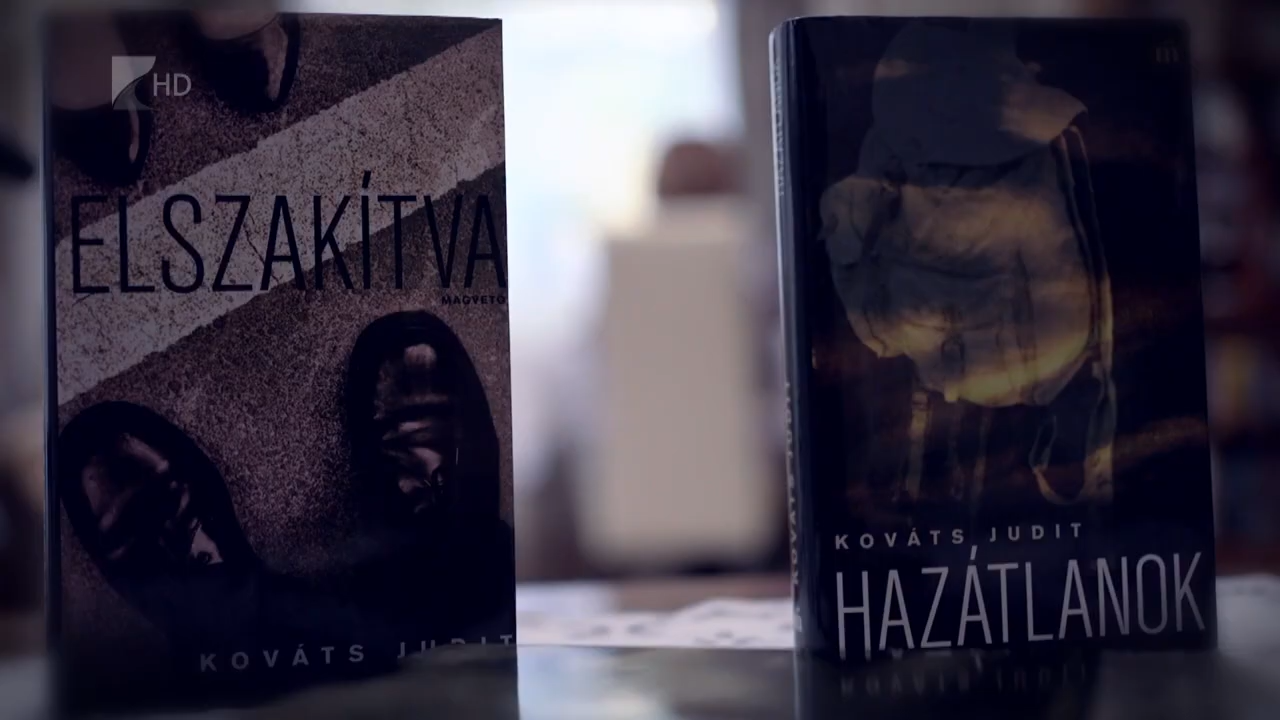 HD
ELSZAKÍTVA
MAGVETŐ
KOVÁTS JUDIT
KOVÁTS JUDIT
HAZÁTLANOK